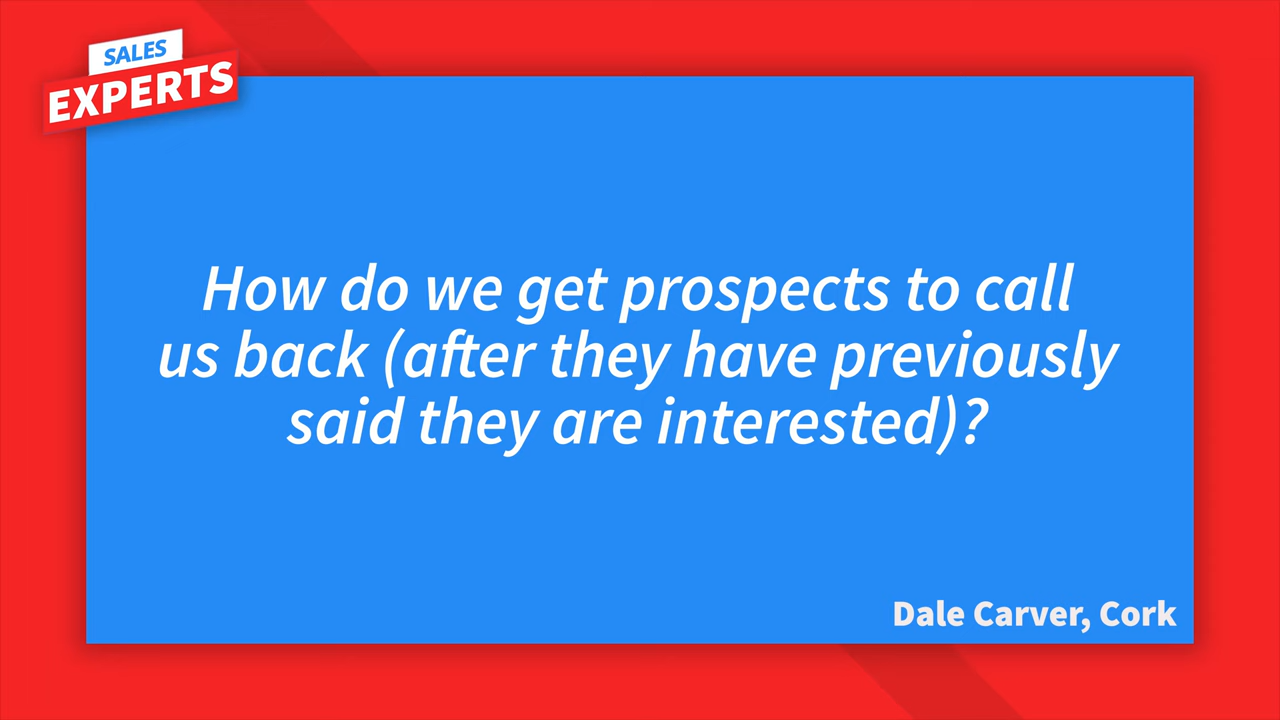 SALES
EXPERTS
How do we get prospects to call
us back (after they have previously
said they are interested)?
Dale Carver, Cork